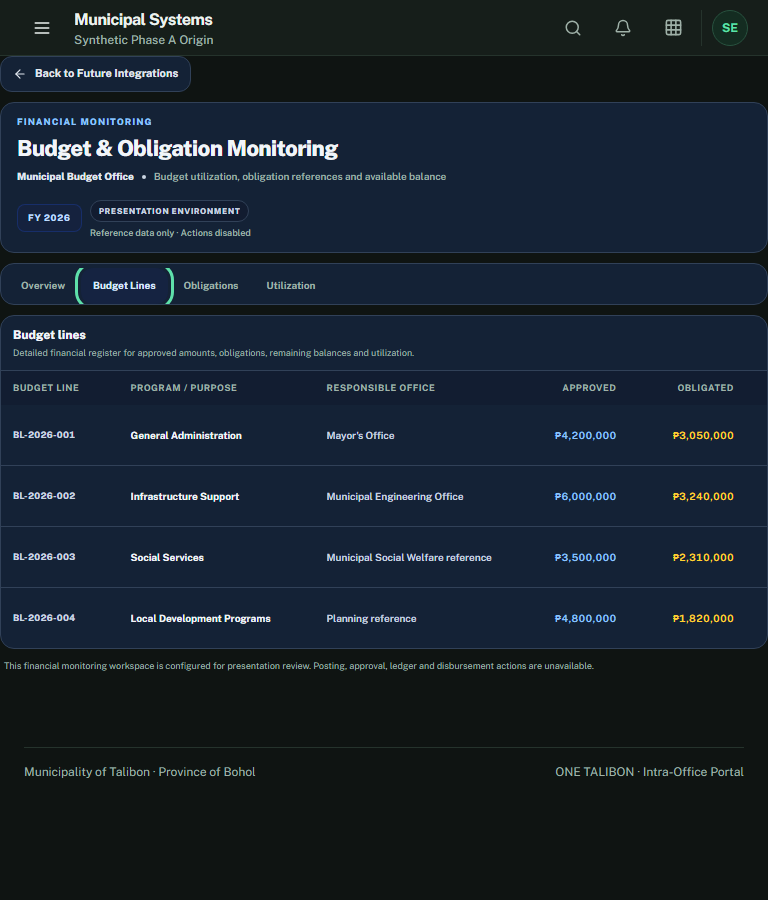 Municipal Systems
Synthetic Phase A Origin
SE
Back to Future Integrations
FINANCIAL MONITORING
Budget & Obligation Monitoring
Municipal Budget Office • Budget utilization, obligation references and available balance
FY 2026
PRESENTATION ENVIRONMENT
Reference data only · Actions disabled
Overview Budget Lines Obligations Utilization
Budget lines
Detailed financial register for approved amounts, obligations, remaining balances and utilization.
BUDGET LINE PROGRAM / PURPOSE RESPONSIBLE OFFICE APPROVED OBLIGATED
BL-2026-001 General Administration Mayor's Office ₱4,200,000 ₱3,050,000
BL-2026-002 Infrastructure Support Municipal Engineering Office ₱6,000,000 ₱3,240,000
BL-2026-003 Social Services Municipal Social Welfare reference ₱3,500,000 ₱2,310,000
BL-2026-004 Local Development Programs Planning reference ₱4,800,000 ₱1,820,000
This financial monitoring workspace is configured for presentation review. Posting, approval, ledger and disbursement actions are unavailable.
Municipality of Talibon · Province of Bohol ONE TALIBON · Intra-Office Portal